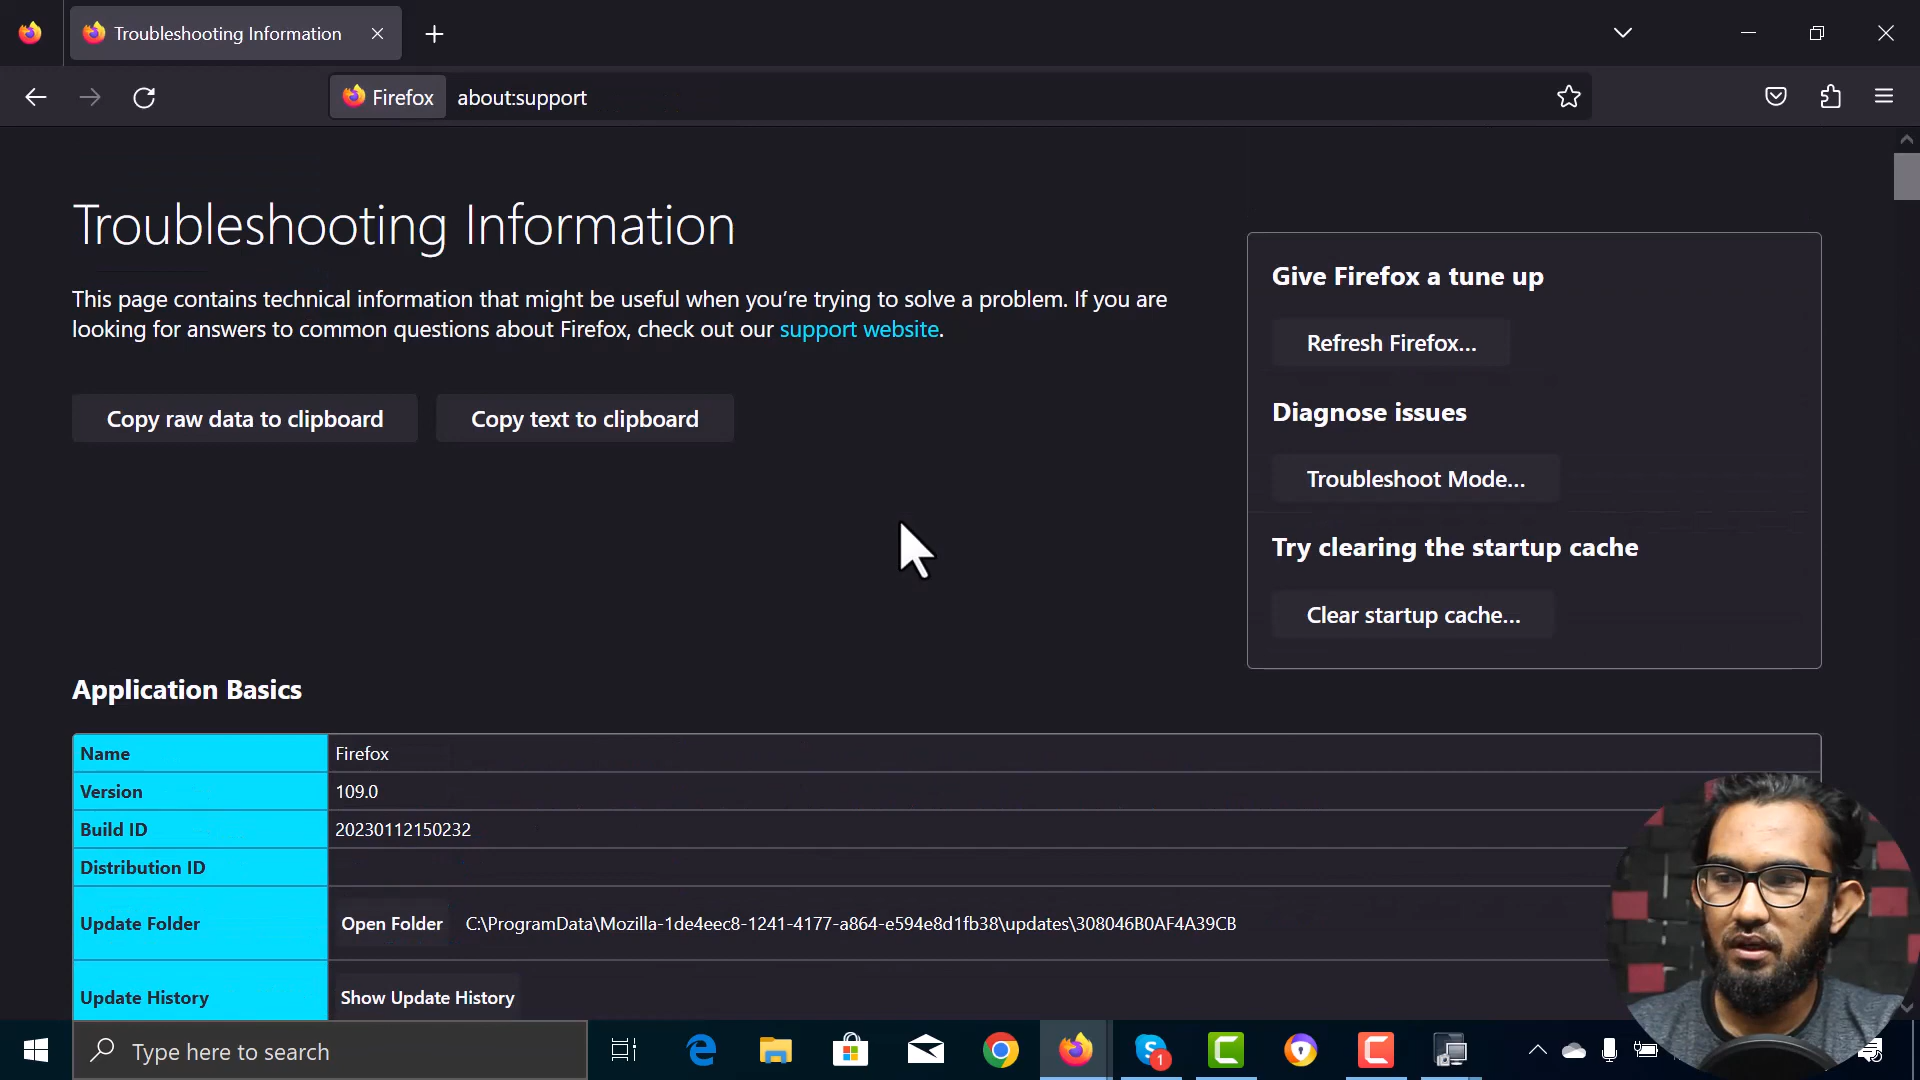 Troubleshooting Information
Firefox
about:support
Troubleshooting Information
This page contains technical information that might be useful when you’re trying to solve a problem. If you are
looking for answers to common questions about Firefox, check out our support website.
Copy raw data to clipboard
Copy text to clipboard
Give Firefox a tune up
Refresh Firefox...
Diagnose issues
Troubleshoot Mode...
Try clearing the startup cache
Clear startup cache...
Application Basics
Name Firefox
Version 109.0
Build ID 20230112150232
Distribution ID
Update Folder Open Folder C:\ProgramData\Mozilla-1de4eec8-1241-4177-a864-e594e8d1fb38\updates\308046B0AF4A39CB
Update History Show Update History
Type here to search
1